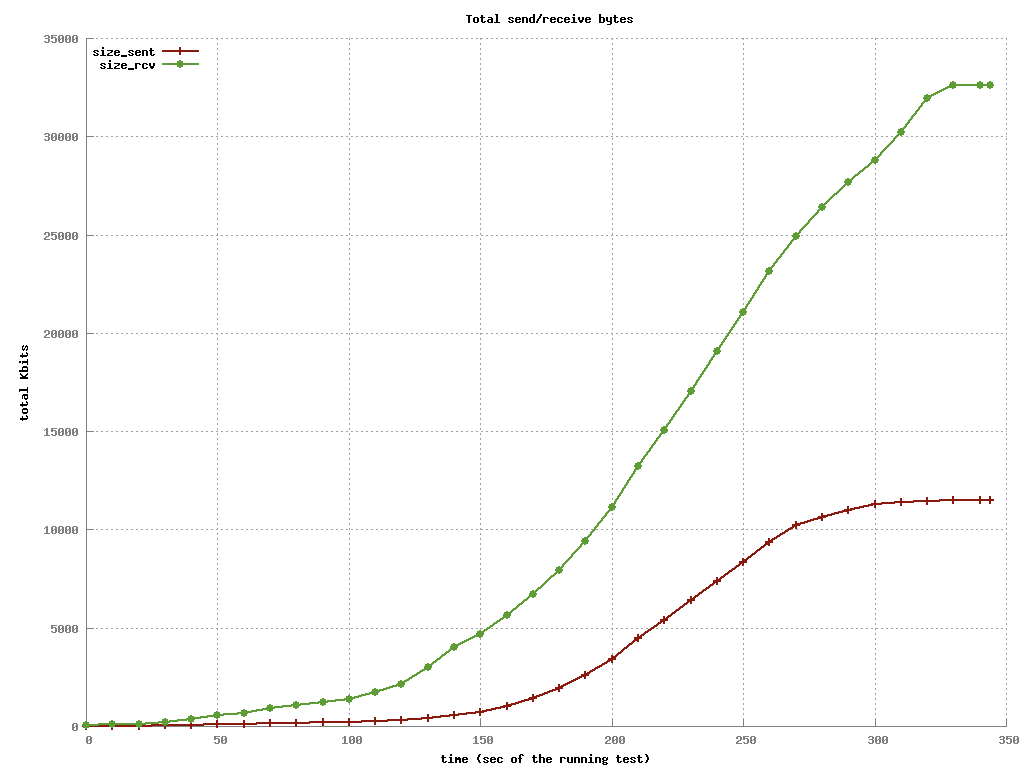 Total send/receive bytes
size_sent
size_rcv
35000
30000
25000
20000
15000
10000
5000
0
total Kbits
0 50 100 150 200 250 300 350
time (sec of the running test)